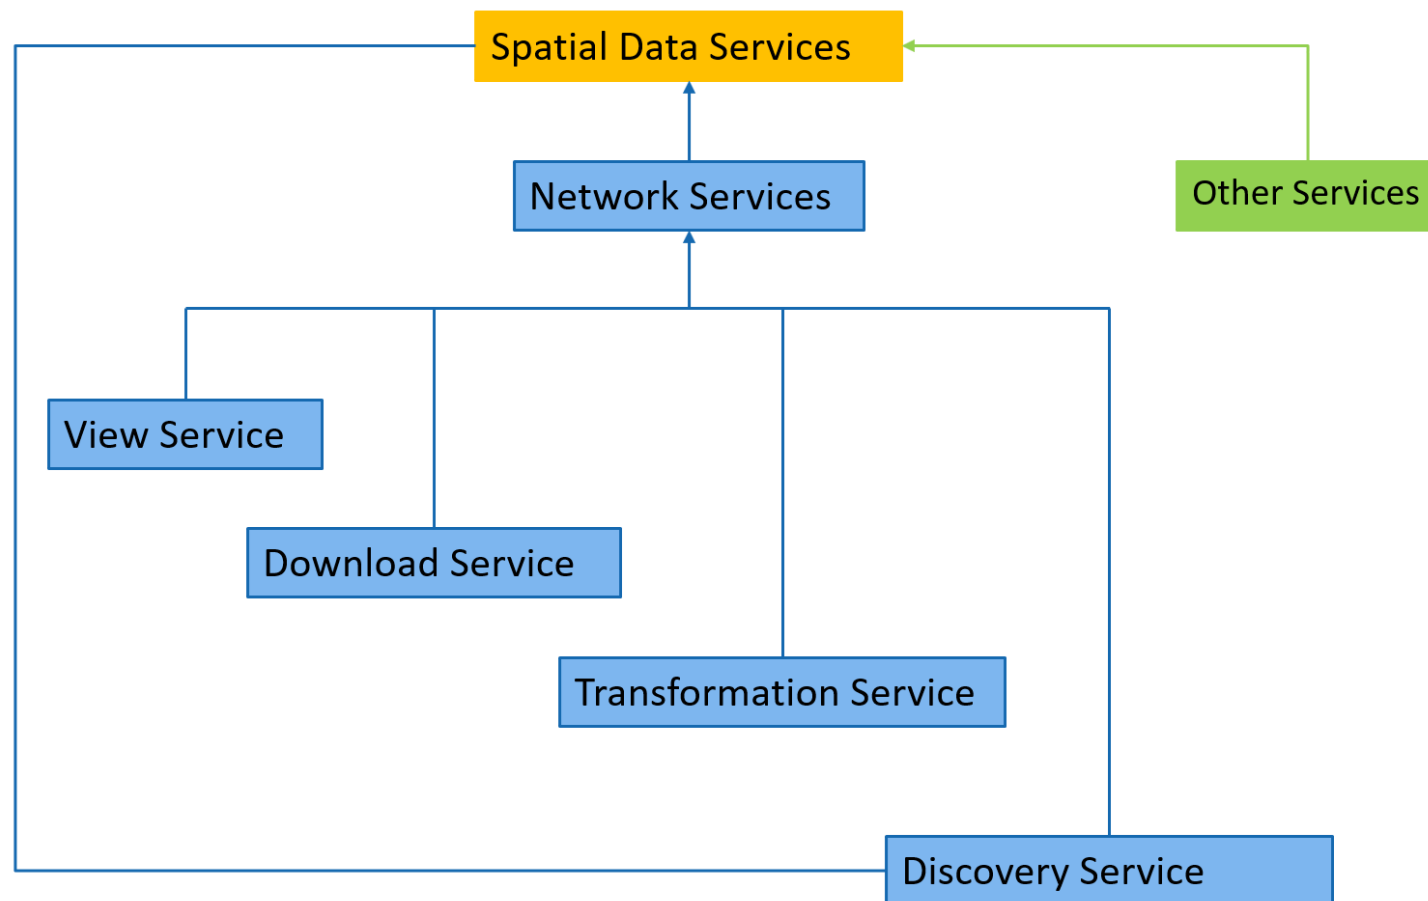 Spatial Data Services
Network Services
Other Services
View Service
Download Service
Transformation Service
Discovery Service